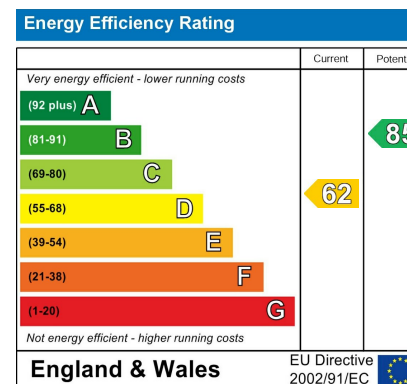 Energy Efficiency Rating
Current
Potent
Very energy efficient - lower running costs
(92 plus) A
(81-91) B
(69-80) C
(55-68) D
(39-54) E
(21-38) F
(1-20) G
62
85
Not energy efficient - higher running costs
England & Wales
EU Directive
2002/91/EC